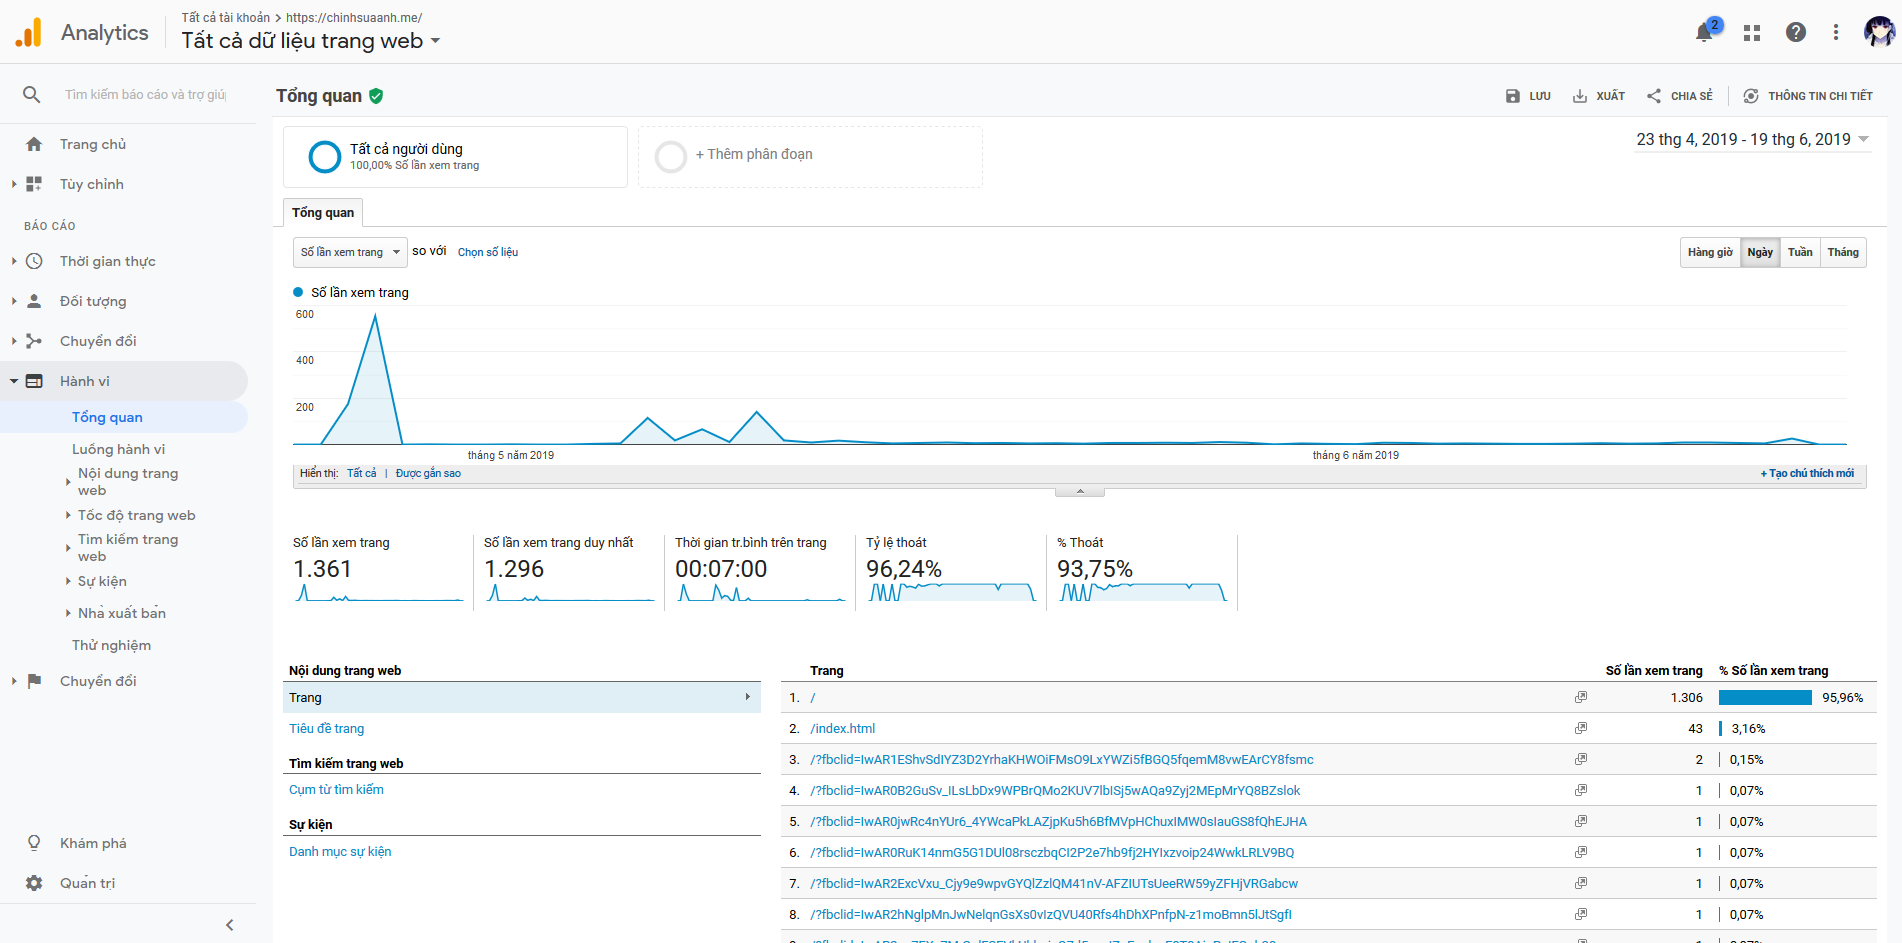 Analytics
Tất cả tài khoản > https://chinhsuaanh.me/
Tất cả dữ liệu trang web
2
Tìm kiếm báo cáo và trợ giú
Trang chủ
Tùy chỉnh
BÁO CÁO
Thời gian thực
Đối tượng
Chuyển đổi
Hành vi
Tổng quan
Luồng hành vi
Nội dung trang
web
Tốc độ trang web
Tìm kiếm trang
web
Sự kiện
Nhà xuất bản
Thử nghiệm
Chuyển đổi
Khám phá
Quản trị
Tổng quan
LƯU
XUẤT
CHIA SẺ
THÔNG TIN CHI TIẾT
Tất cả người dùng
100,00% Số lần xem trang
+ Thêm phân đoạn
23 thg 4, 2019 - 19 thg 6, 2019
Tổng quan
Số lần xem trang so với Chọn số liệu
Hàng giờ Ngày Tuần Tháng
Số lần xem trang
600
400
200
tháng 5 năm 2019 tháng 6 năm 2019
Hiển thị: Tất cả | Được gắn sao
+ Tạo chú thích mới
Số lần xem trang
1.361
Số lần xem trang duy nhất
1.296
Thời gian tr.bình trên trang
00:07:00
Tỷ lệ thoát
96,24%
% Thoát
93,75%
Nội dung trang web
Trang
Tiêu đề trang
Tìm kiếm trang web
Cụm từ tìm kiếm
Sự kiện
Danh mục sự kiện
Trang Số lần xem trang % Số lần xem trang
1. / 1.306 95,96%
2. /index.html 43 3,16%
3. /?fbclid=IwAR1EShvSdIYZ3D2YrhaKHWOiFMsO9LxYWZi5fBGQ5fqemM8vwEArCY8fsmc 2 0,15%
4. /?fbclid=IwAR0B2GuSv_ILsLbDx9WPBrQMo2KUV7lbISj5wAQa9Zyj2MEpMrYQ8BZslok 1 0,07%
5. /?fbclid=IwAR0jwRc4nYUr6_4YWcaPkLAZjpKu5h6BfMVpHChuxIMW0sIauGS8fQhEJHA 1 0,07%
6. /?fbclid=IwAR0RuK14nmG5G1DUl08rsczbqCI2P2e7hb9fj2HYIxzvoip24WwkLRLV9BQ 1 0,07%
7. /?fbclid=IwAR2ExcVxu_Cjy9e9wpvGYQlZzlQM41nV-AFZIUTsUeeRW59yZFHjVRGabcw 1 0,07%
8. /?fbclid=IwAR2hNglpMnJwNelqnGsXs0vIzQVU40Rfs4hDhXPnfpN-z1moBmn5lJtSgfI 1 0,07%